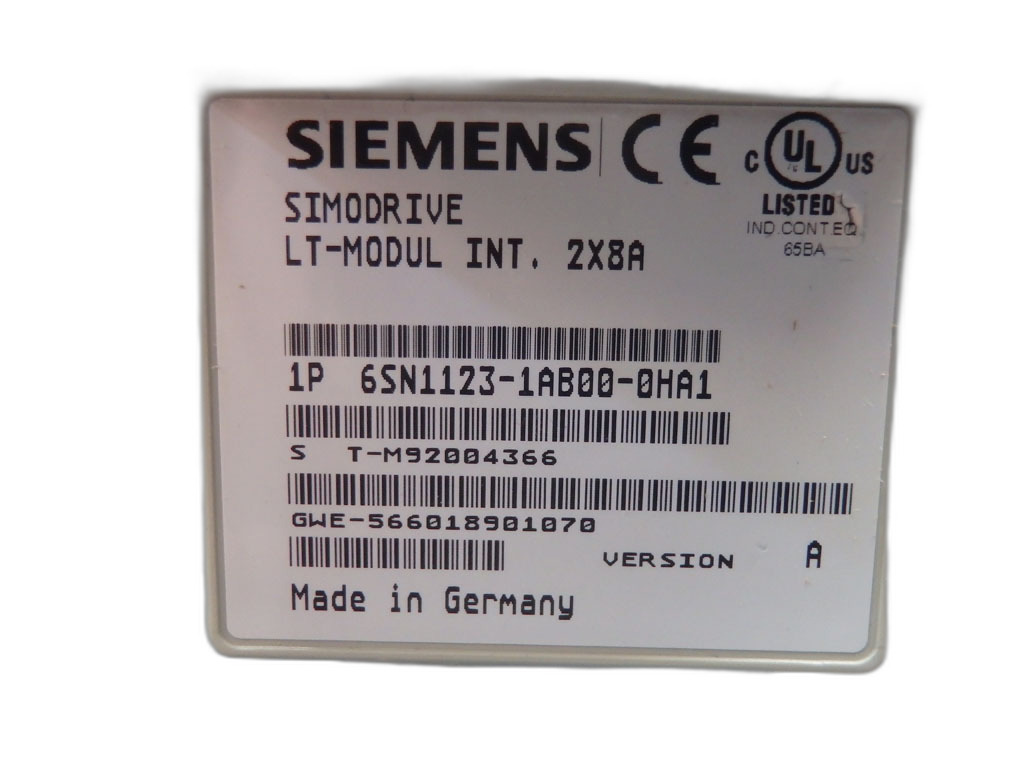 SIEMENS CE C UL US
SIMODRIVE
LISTED
IND.CONT.EQ
LT-MODUL INT. 2X8A
65BA
1P 6SN1123-1AB00-0HA1
S T-M92004366
GWE-566018901070
VERSION A
Made in Germany